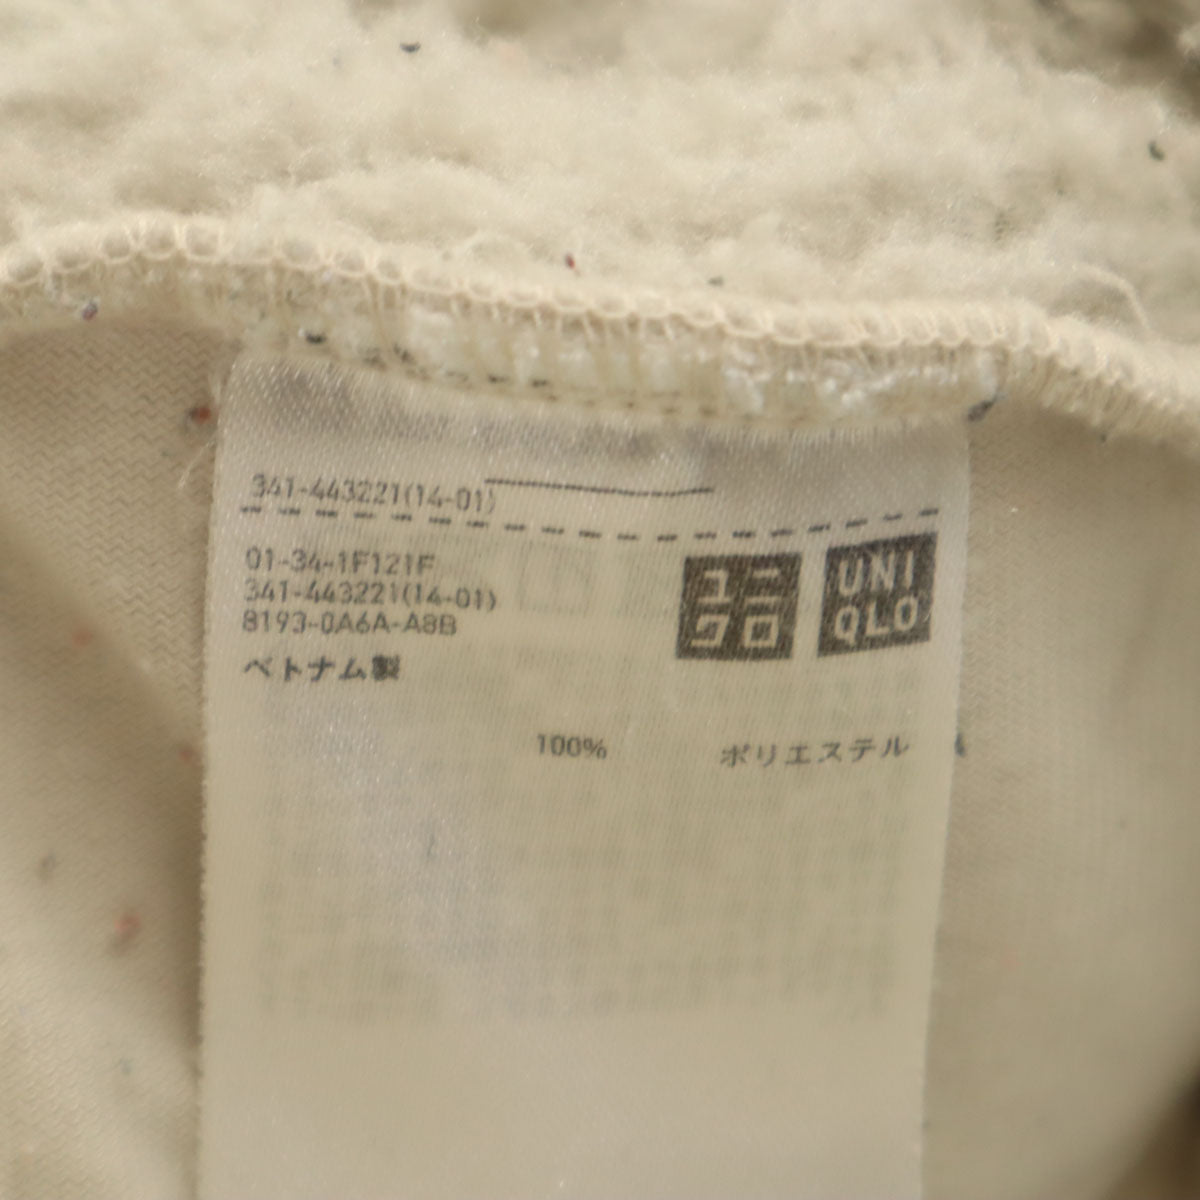 341-443221(14-01)
01-34-1F121F
341-443221(14-01)
8193-0A6A-A8B
ベトナム製
ユニ
クロ
UNI
QLO
100% ポリエステル